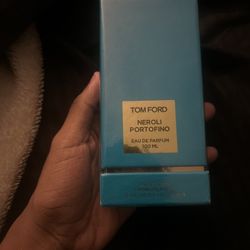 TOM FORD
NEROLI
PORTOFINO
EAU DE PARFUM
100 ML